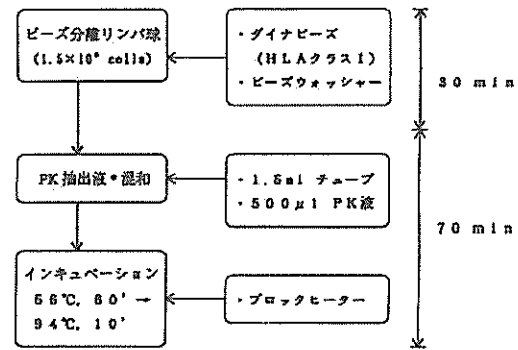 ビーズ分離リンパ球
(1.5×10⁶ cells)
・ダイナビーズ
(HLAクラスⅠ)
・ビーズウォッシャー
30 min
PK抽出液*混和
・1.5ml チューブ
・500μl PK液
70 min
インキュベーション
56℃, 60' →
94℃, 10'
・ブロックヒーター